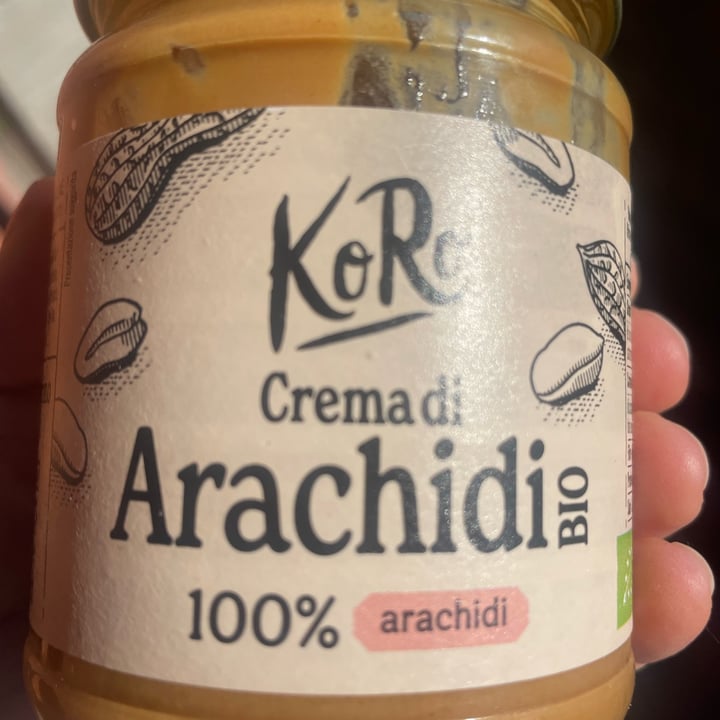 KoRo
Crema di
Arachidi
BIO
100% arachidi